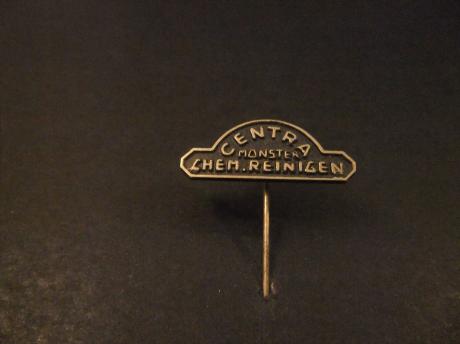 CENTRA
MONSTER
CHEM. REINIGEN